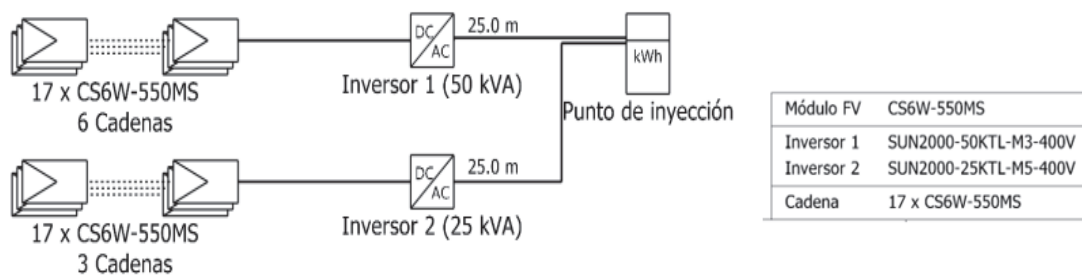 DC
AC
25.0 m
kWh
17 x CS6W-550MS
6 Cadenas
Inversor 1 (50 kVA)
Punto de inyección
DC
AC
25.0 m
17 x CS6W-550MS
3 Cadenas
Inversor 2 (25 kVA)
Módulo FV CS6W-550MS
Inversor 1 SUN2000-50KTL-M3-400V
Inversor 2 SUN2000-25KTL-M5-400V
Cadena 17 x CS6W-550MS